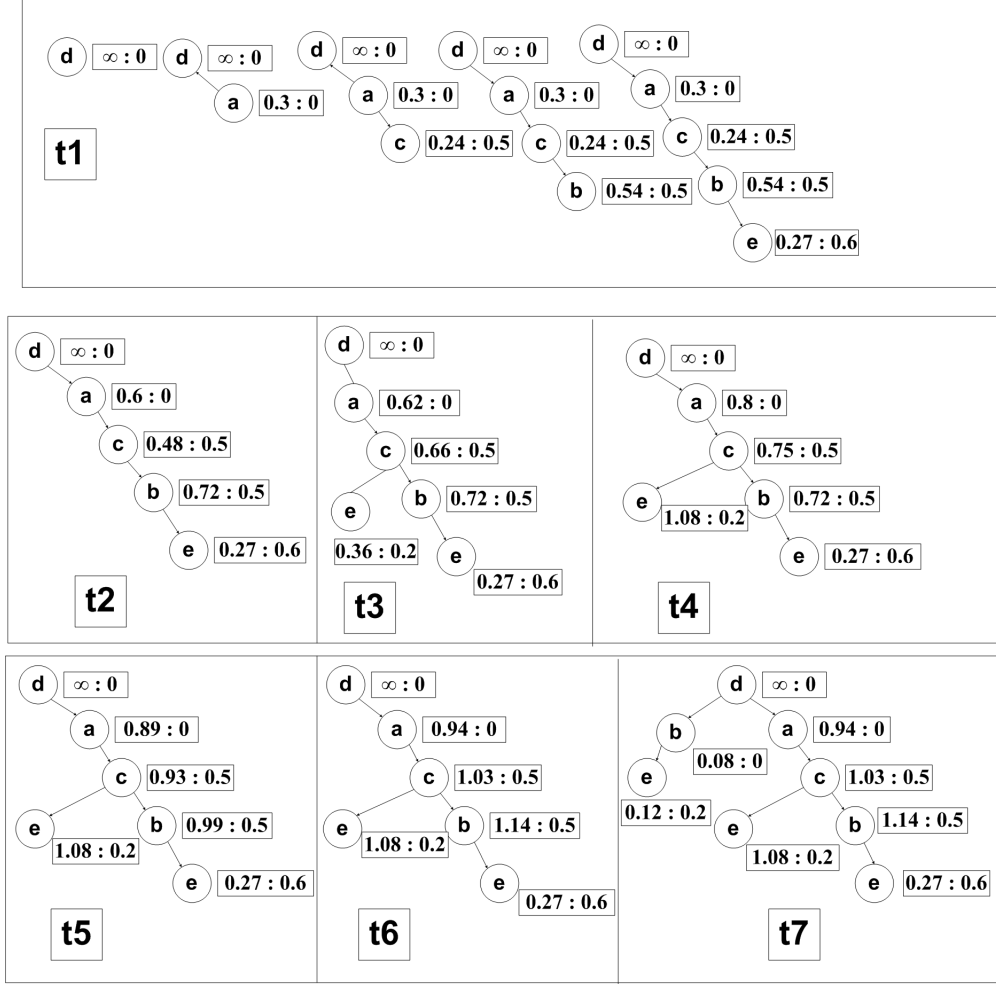 d ∞ : 0 d ∞ : 0 d ∞ : 0 d ∞ : 0 d ∞ : 0
a 0.3 : 0 a 0.3 : 0 a 0.3 : 0 a 0.3 : 0
t1 c 0.24 : 0.5 c 0.24 : 0.5 c 0.24 : 0.5
b 0.54 : 0.5 b 0.54 : 0.5
e 0.27 : 0.6
d ∞ : 0
a 0.6 : 0
c 0.48 : 0.5
b 0.72 : 0.5
e 0.27 : 0.6
t2
d ∞ : 0
a 0.62 : 0
c 0.66 : 0.5
e b 0.72 : 0.5
0.36 : 0.2 e
0.27 : 0.6
t3
d ∞ : 0
a 0.8 : 0
c 0.75 : 0.5
e b 0.72 : 0.5
1.08 : 0.2
e 0.27 : 0.6
t4
d ∞ : 0
a 0.89 : 0
c 0.93 : 0.5
e b 0.99 : 0.5
1.08 : 0.2
e 0.27 : 0.6
t5
d ∞ : 0
a 0.94 : 0
c 1.03 : 0.5
e b 1.14 : 0.5
1.08 : 0.2
e
0.27 : 0.6
t6
d ∞ : 0
b a 0.94 : 0
0.08 : 0
e c 1.03 : 0.5
0.12 : 0.2
e b 1.14 : 0.5
1.08 : 0.2
e 0.27 : 0.6
t7